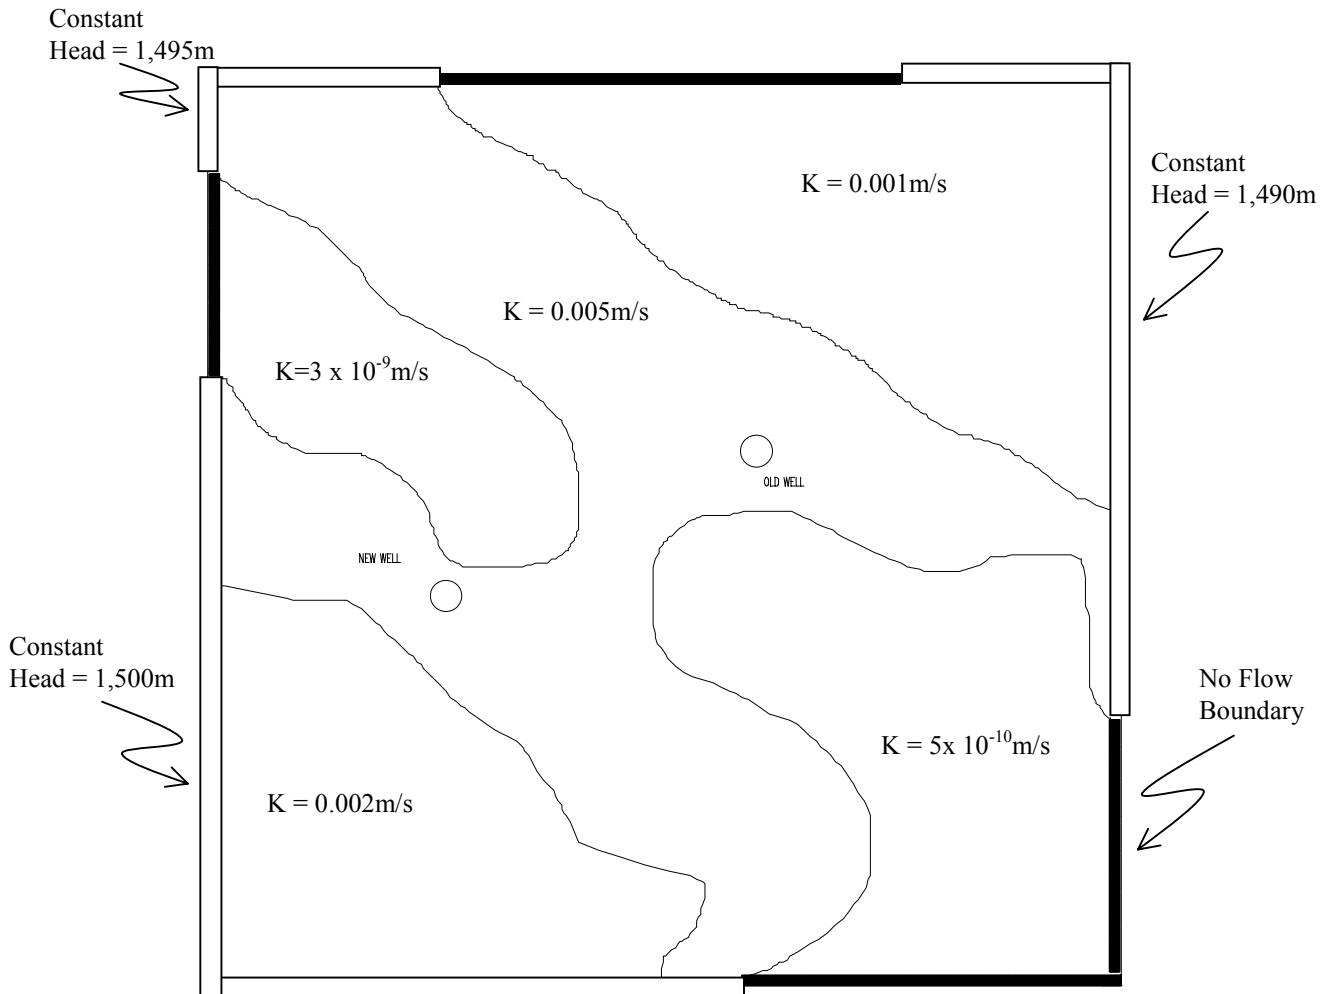 Constant
Head = 1,495m
K = 0.001m/s
Constant
Head = 1,490m
K = 0.005m/s
K=3 x 10⁻⁹m/s
OLD WELL
NEW WELL
Constant
Head = 1,500m
No Flow
Boundary
K = 5x 10⁻¹⁰m/s
K = 0.002m/s